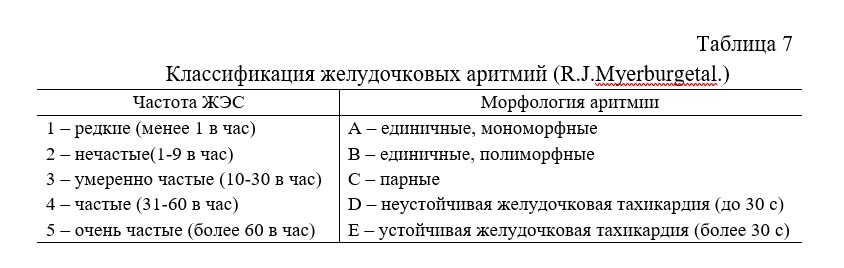 Таблица 7
Классификация желудочковых аритмий (R.J.Myerburgetal.)
Частота ЖЭС Морфология аритмии
1 – редкие (менее 1 в час) A – единичные, мономорфные
2 – нечастые(1-9 в час) B – единичные, полиморфные
3 – умеренно частые (10-30 в час) C – парные
4 – частые (31-60 в час) D – неустойчивая желудочковая тахикардия (до 30 с)
5 – очень частые (более 60 в час) E – устойчивая желудочковая тахикардия (более 30 с)